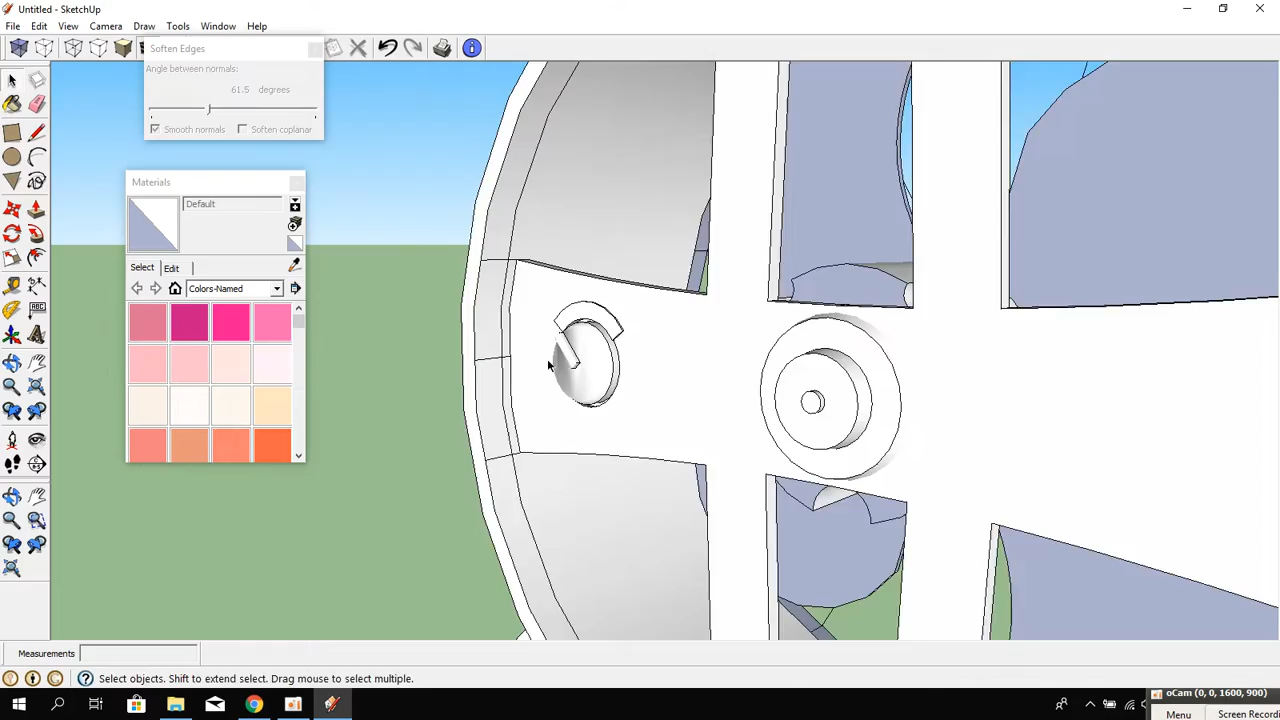 Untitled - SketchUp
File Edit View Camera Draw Tools Window Help
Soften Edges
Angle between normals:
61.5 degrees
Smooth normals Soften coplanar
Materials
Default
Select Edit
Colors-Named
ABC
Measurements
Select objects. Shift to extend select. Drag mouse to select multiple.
oCam (0, 0, 1600, 900)
Menu Screen Recordi